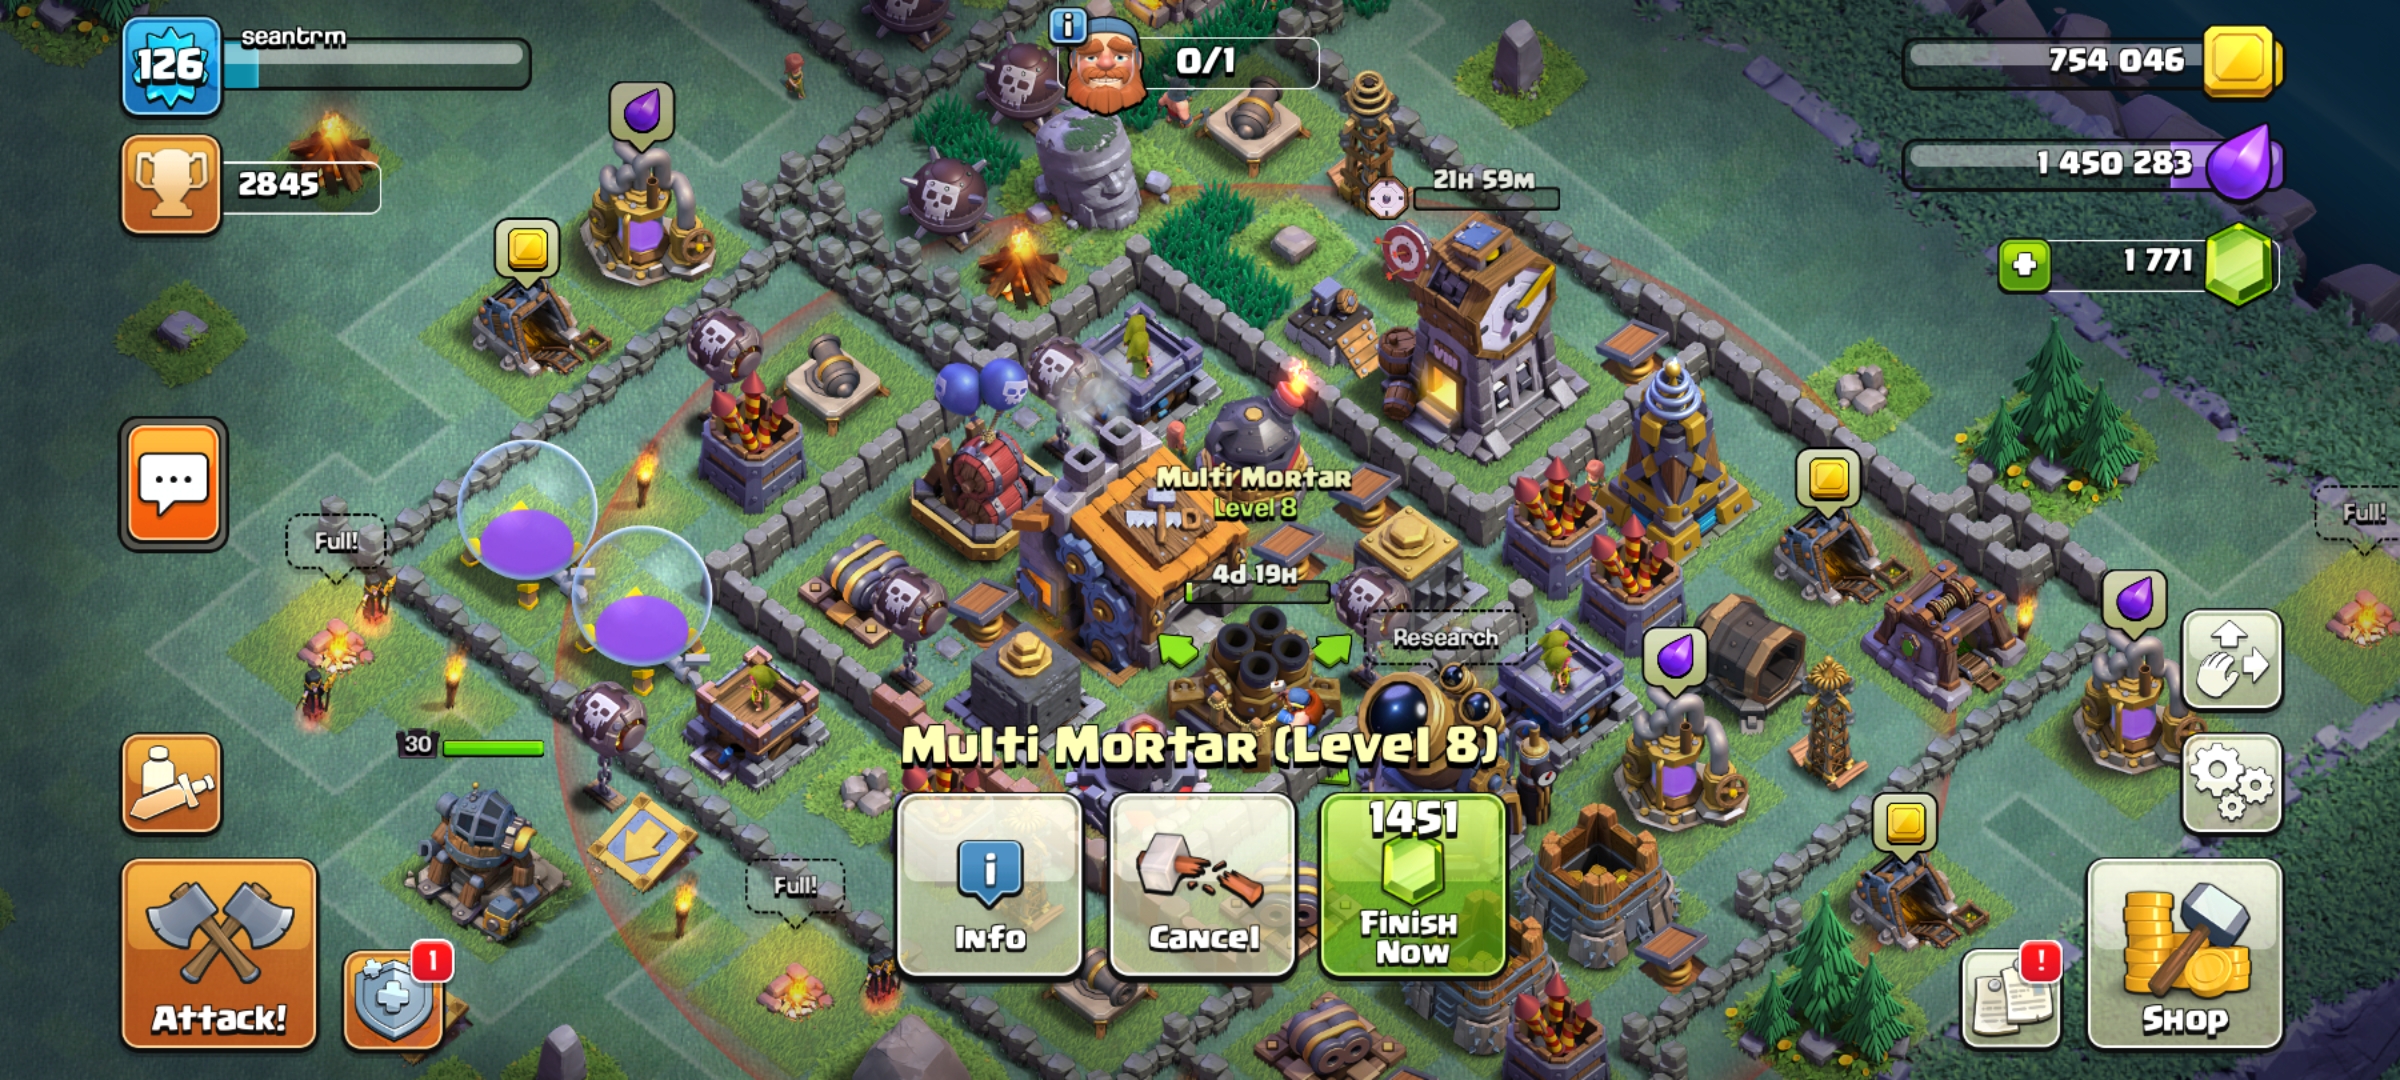 126
seantrm
0/1
754 046
2845
1 450 283
21H 59M
1 771
VIII
Multi Mortar
Level 8
Full!
Full!
4d 19H
Research
30
Multi Mortar (Level 8)
1451
Full!
Info
Cancel
Finish
Now
1
!
Attack!
Shop